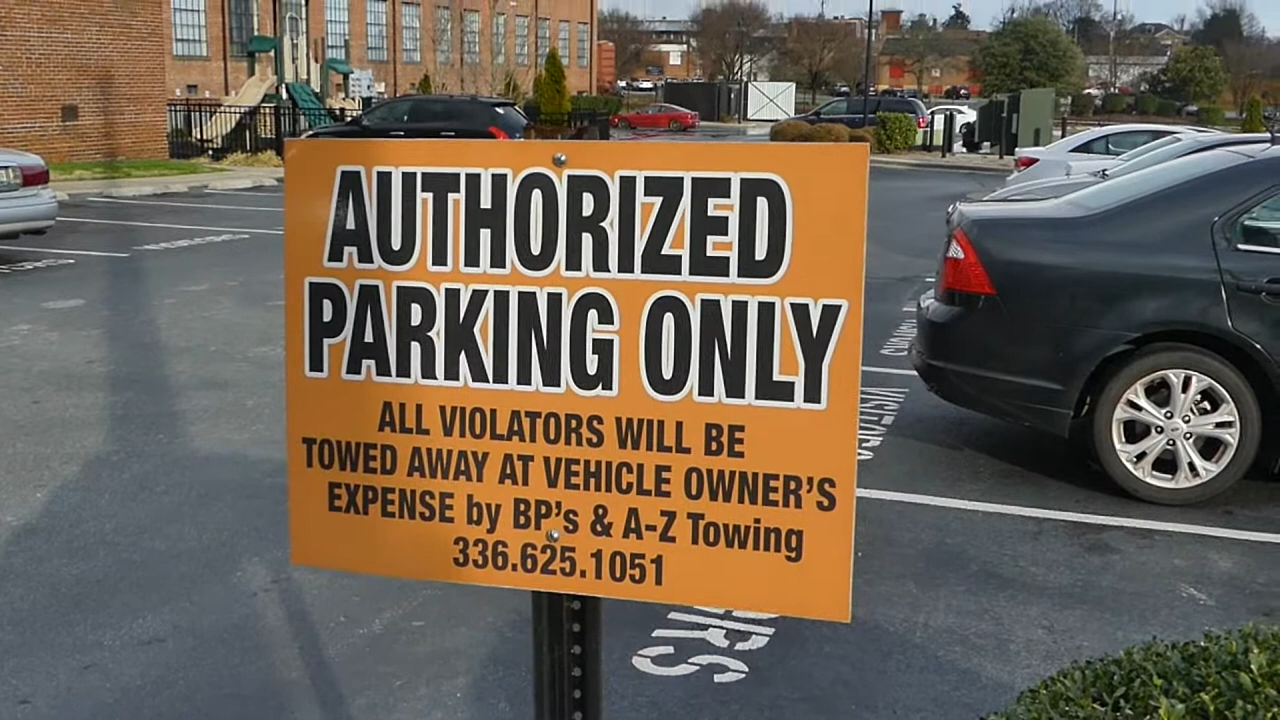 AUTHORIZED
PARKING ONLY
ALL VIOLATORS WILL BE
TOWED AWAY AT VEHICLE OWNER'S
EXPENSE by BP's & A-Z Towing
336.625.1051